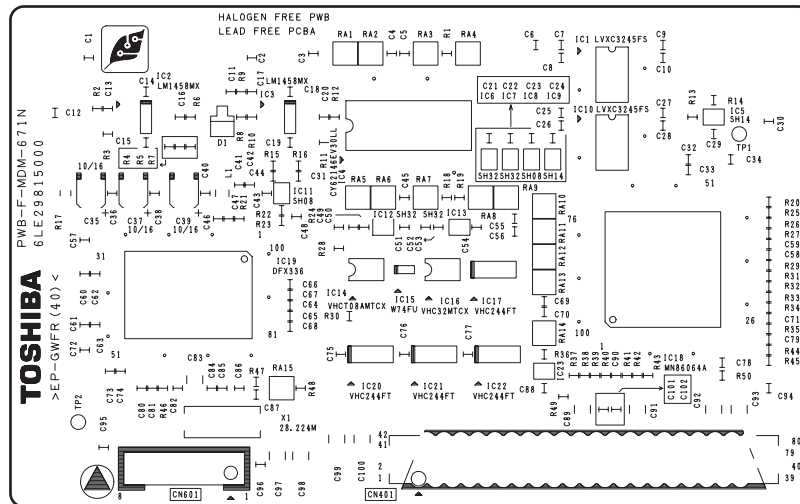 HALOGEN FREE PWB
LEAD FREE PCBA
C1
C2
C3
RA1 RA2
C4
C5
RA3
R1
RA4
C6
C7
C8
IC1 LVXC3245FS
C9
C10
IC2
LM1458MX
R2
C13
C14
C16
R6
C11
R9
C17
LM1458MX
IC3
C18
C20
R12
C21 C22 C23 C24
IC6 IC7 IC8 IC9
IC10 LVXC3245FS
C25
C26
C27
C28
R13
R14
IC5
SH14
C29
TP1
C30
C12
R3
C15
R4
R5
R7
D1
R8
R10
C19
R11
CY62146EV30LL
IC4
SH32 SH32 SH08 SH14
C32
C33
C34
51
10/16
C40
L1
C41
C42
C44
R15
R16
C31
RA5 RA6
C45
RA7
R18
R19
RA8
RA9
RA10
76
R17
C35
C36
C37
10/16
C38
C39
10/16
C46
C47
R21
C43
IC11
SH08
R22
R23
C48
R24
C49
C50
IC12 SH32
SH32
IC13
C51
C52
C53
C54
C55
C56
RA11
RA12
RA13
R20
R25
R26
R27
C59
C58
R29
R31
R32
R33
R34
C71
R35
C79
R44
R45
C57
31
1
100
R28
IC19
DFX336
C66
C67
C64
C65
C68
81
IC14
VHCT08AMTCX
R30
IC15
W74FU
IC16
VHC32MTCX
IC17
VHC244FT
C69
C70
RA14
100
1
26
C60
C62
C61
C63
C72
51
C73
C74
C80
C81
R46
C82
C83
C84
C85
C86
R47
RA15
R48
C87
X1
28.224M
C75
C76
C77
IC20
VHC244FT
IC21
VHC244FT
IC22
VHC244FT
R36
IC23
C88
R37
R38
R39
R40
C90
R41
R42
R43
IC18
MN86064A
C78
R50
R49
C89
C91
C101
C102
C92
C93
C94
TP2
C95
8
CN601
1
C96
C97
C98
C99
C100
42
41
2
1
CN401
80
79
40
39
PWB-F-MDM-671N
6LE29815000
TOSHIBA
>EP-GWFR(40)<